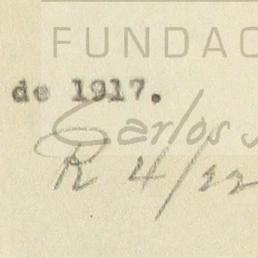 FUNDAC
de 1917.
Carlos
R 4/22